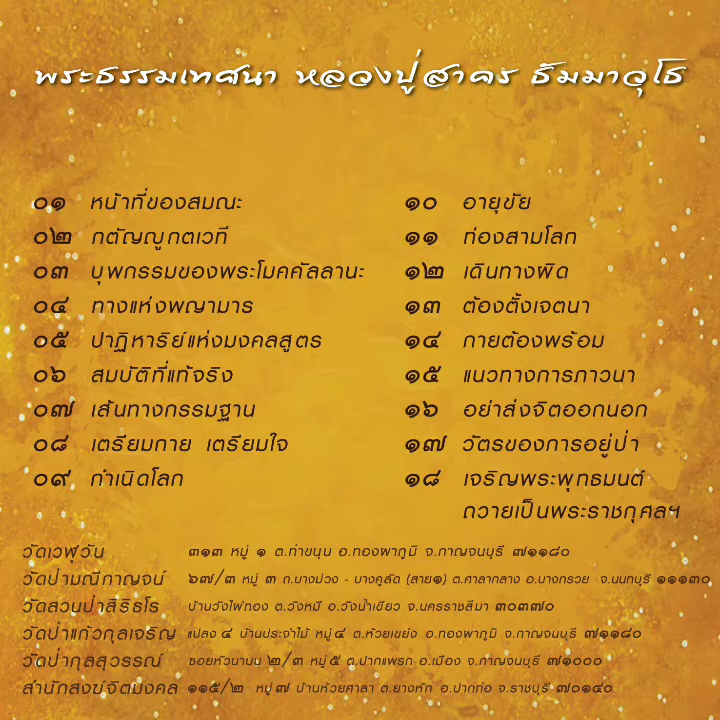 พระธรรมเทศนา หลวงปู่สาคร ธัมมาวุโธ
๐๑ หน้าที่ของสมณะ
๐๒ กตัญญูกตเวที
๐๓ บุพกรรมของพระโมคคัลลานะ
๐๔ ทางแห่งพญามาร
๐๕ ปาฏิหาริย์แห่งมงคลสูตร
๐๖ สมบัติที่แท้จริง
๐๗ เส้นทางกรรมฐาน
๐๘ เตรียมกาย เตรียมใจ
๐๙ กำเนิดโลก
๑๐ อายุขัย
๑๑ ท่องสามโลก
๑๒ เดินทางผิด
๑๓ ต้องตั้งเจตนา
๑๔ กายต้องพร้อม
๑๕ แนวทางการภาวนา
๑๖ อย่าส่งจิตออกนอก
๑๗ วัตรของการอยู่ป่า
๑๘ เจริญพระพุทธมนต์
ถวายเป็นพระราชกุศลฯ
วัดเวฬุวัน ๓๑๓ หมู่ ๑ ต.ท่าขนุน อ.ทองผาภูมิ จ.กาญจนบุรี ๗๑๑๘๐
วัดป่ามณีกาญจน์ ๖๗/๓ หมู่ ๓ ถ.บางม่วง - บางคูลัด (สาย๑) ต.ศาลากลาง อ.บางกรวย จ.นนทบุรี ๑๑๑๓๐
วัดสวนป่าสิริธโร บ้านวังไผ่ทอง ต.วังหมี อ.วังน้ำเขียว จ.นครราชสีมา ๓๐๓๗๐
วัดป่าแก้วกุลเจริญ แปลง ๔ บ้านประจำไม้ หมู่๔ ต.ห้วยเขย่ง อ.ทองผาภูมิ จ.กาญจนบุรี ๗๑๑๘๐
วัดป่ากุลสุวรรณ์ ซอยหัวนาบน ๒/๓ หมู่๕ ต.ปากแพรก อ.เมือง จ.กาญจนบุรี ๗๑๐๐๐
สำนักสงฆ์จิตมงคล ๑๑๕/๒ หมู่๗ บ้านห้วยศาลา ต.ยางหัก อ.ปากท่อ จ.ราชบุรี ๗๐๑๔๐